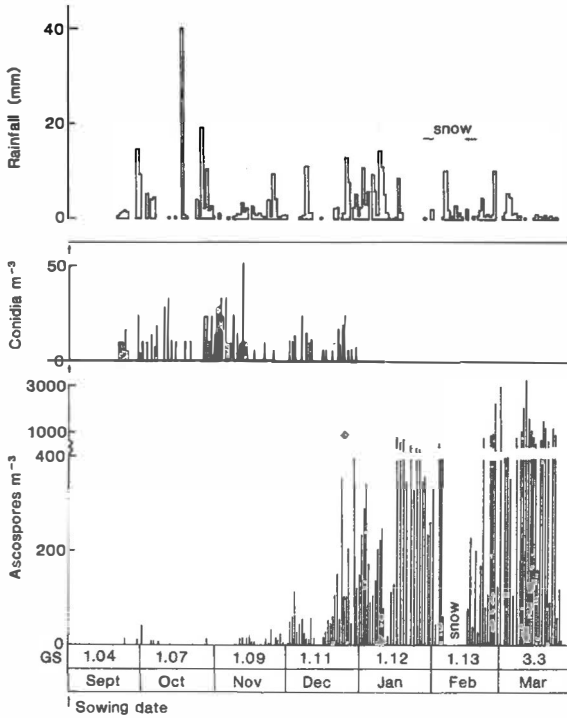 40
20
0
Rainfall (mm)
snow
50
0
Conidia m⁻³
3000
1000
400
200
0
Ascospores m⁻³
snow
GS 1.04 1.07 1.09 1.11 1.12 1.13 3.3
Sept Oct Nov Dec Jan Feb Mar
Sowing date